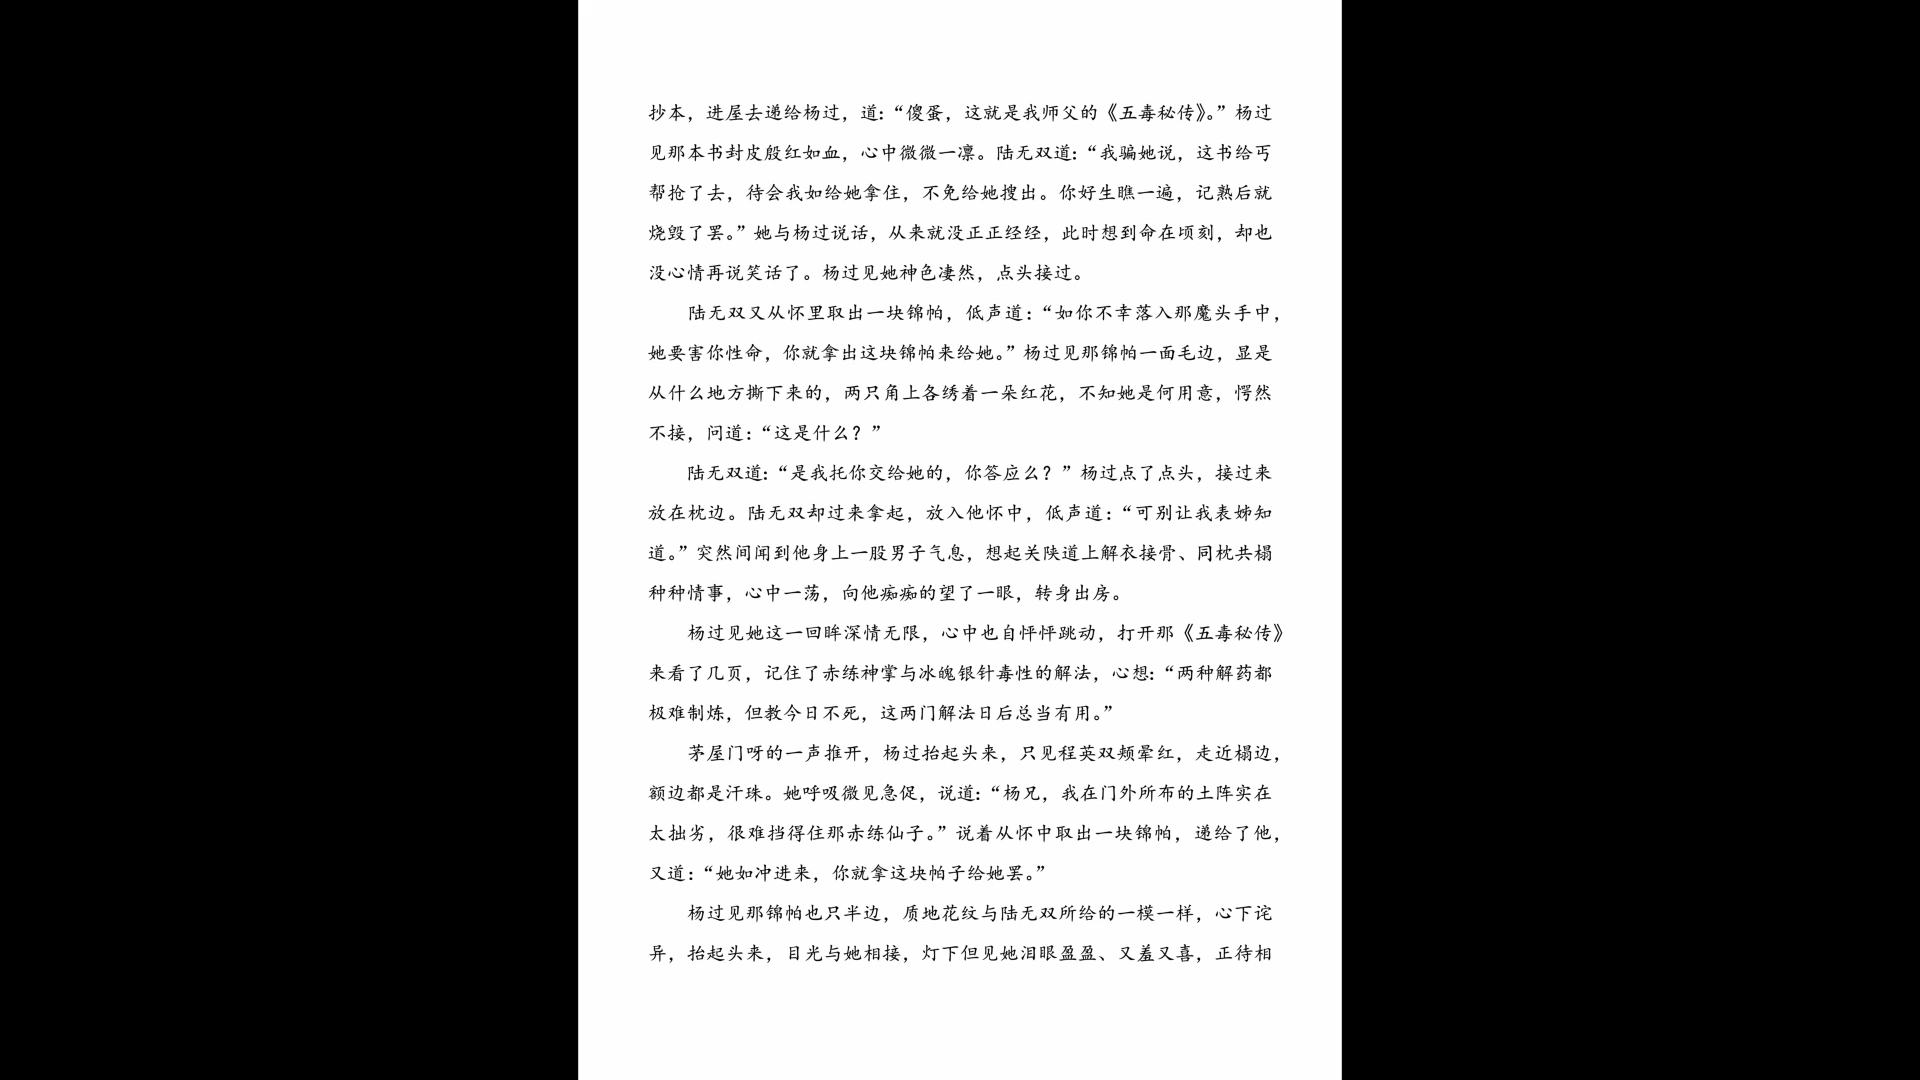 抄本，进屋去递给杨过，道：“傻蛋，这就是我师父的《五毒秘传》。”杨过
见那本书封皮殷红如血，心中微微一凛。陆无双道：“我骗她说，这书给丐
帮抢了去，待会我如给她拿住，不免给她搜出。你好生瞧一遍，记熟后就
烧毁了罢。”她与杨过说话，从来就没正正经经，此时想到命在顷刻，却也
没心情再说笑话了。杨过见她神色凄然，点头接过。
陆无双又从怀里取出一块锦帕，低声道：“如你不幸落入那魔头手中，
她要害你性命，你就拿出这块锦帕来给她。”杨过见那锦帕一面毛边，显是
从什么地方撕下来的，两只角上各绣着一朵红花，不知她是何用意，愕然
不接，问道：“这是什么？”
陆无双道：“是我托你交给她的，你答应么？”杨过点了点头，接过来
放在枕边。陆无双却过来拿起，放入他怀中，低声道：“可别让我表姊知
道。”突然间闻到他身上一股男子气息，想起关陕道上解衣接骨、同枕共榻
种种情事，心中一荡，向他痴痴的望了一眼，转身出房。
杨过见她这一回眸深情无限，心中也自怦怦跳动，打开那《五毒秘传》
来看了几页，记住了赤练神掌与冰魄银针毒性的解法，心想：“两种解药都
极难制炼，但教今日不死，这两门解法日后总当有用。”
茅屋门呀的一声推开，杨过抬起头来，只见程英双颊晕红，走近榻边，
额边都是汗珠。她呼吸微见急促，说道：“杨兄，我在门外所布的土阵实在
太拙劣，很难挡得住那赤练仙子。”说着从怀中取出一块锦帕，递给了他，
又道：“她如冲进来，你就拿这块帕子给她罢。”
杨过见那锦帕也只半边，质地花纹与陆无双所给的一模一样，心下诧
异，抬起头来，目光与她相接，灯下但见她泪眼盈盈、又羞又喜，正待相